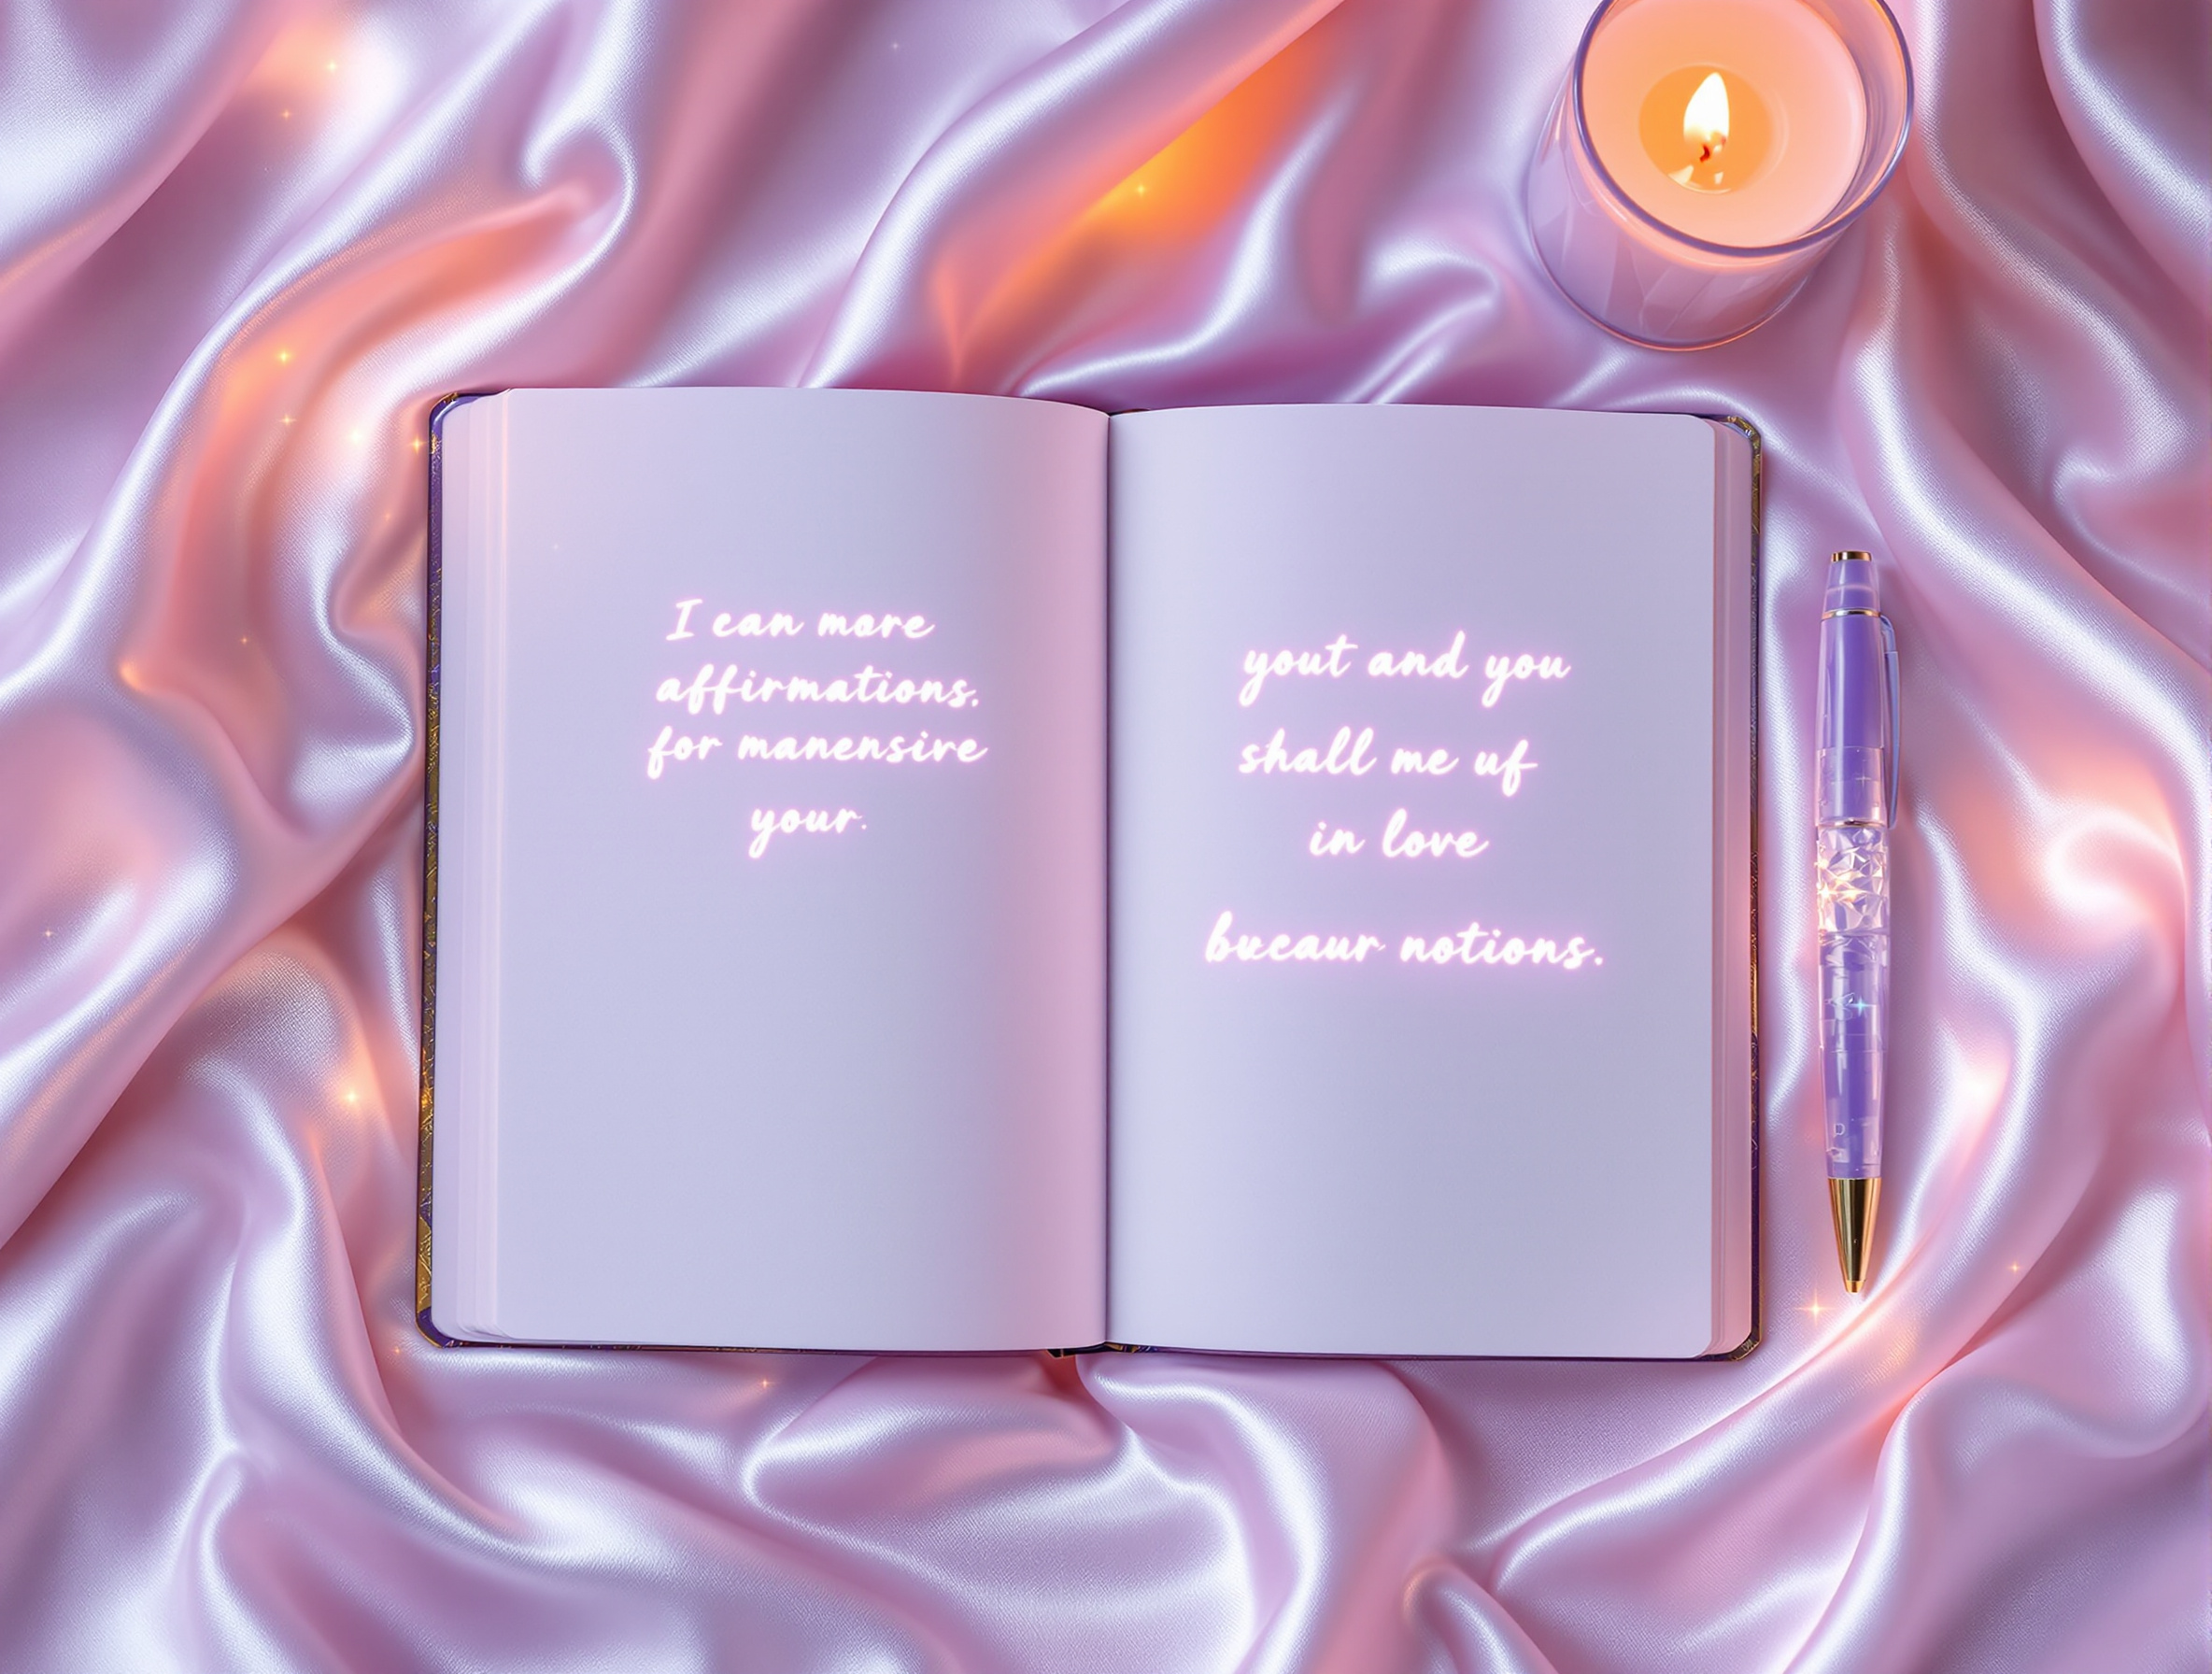 I can more
affirmations.
for manensire
your.
yout and you
shall me uf
in love
bucaur notions.